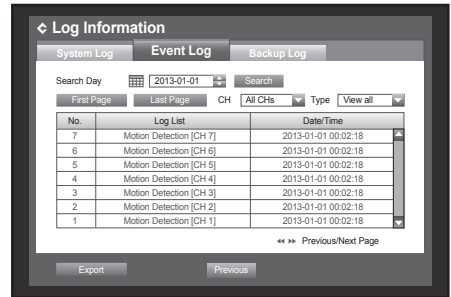 Log Information
System Log Event Log Backup Log
Search Day 2013-01-01 Search
First Page Last Page CH All CHs Type View all
No. Log List Date/Time
7 Motion Detection [CH 7] 2013-01-01 00:02:18
6 Motion Detection [CH 6] 2013-01-01 00:02:18
5 Motion Detection [CH 5] 2013-01-01 00:02:18
4 Motion Detection [CH 4] 2013-01-01 00:02:18
3 Motion Detection [CH 3] 2013-01-01 00:02:18
2 Motion Detection [CH 2] 2013-01-01 00:02:18
1 Motion Detection [CH 1] 2013-01-01 00:02:18
Previous/Next Page
Export Previous